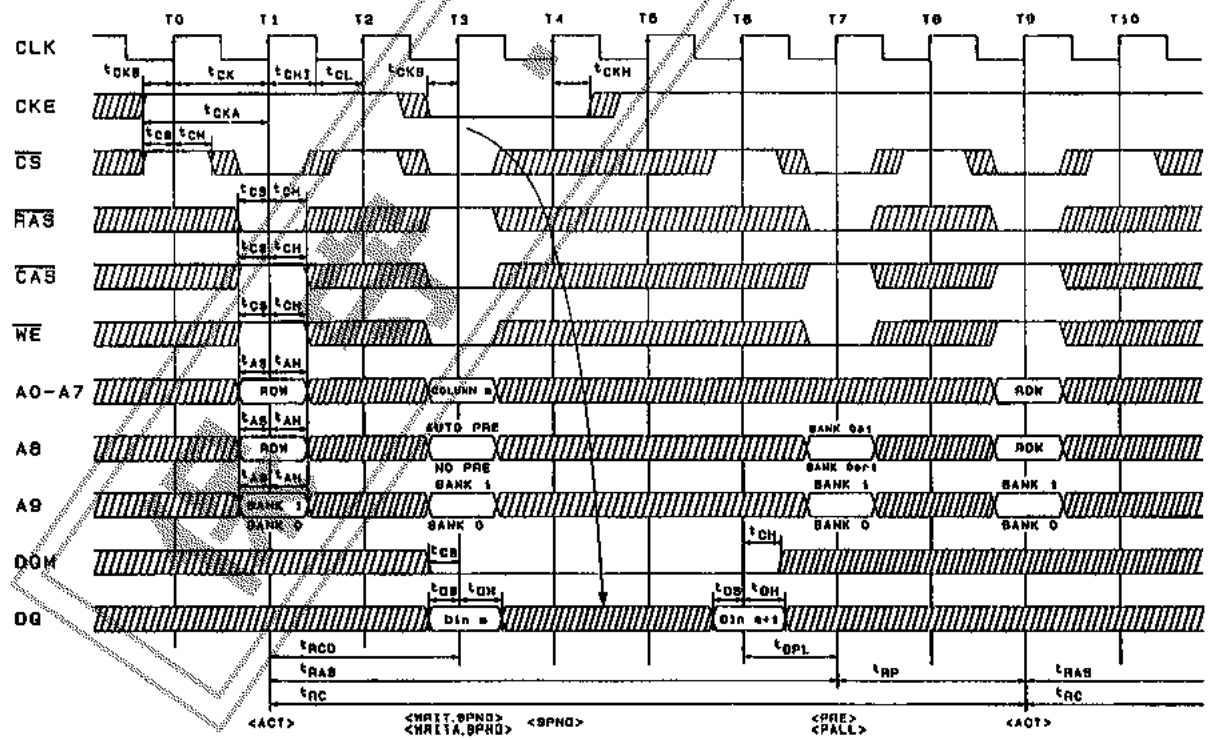 T0 T1 T2 T3 T4 T5 T6 T7 T8 T9 T10
CLK
tCKS tCK tCHI tCL tCKS tCKH
CKE
tCKA
tCS tCH
CS
tCS tCH
RAS
tCS tCH
CAS
tCS tCH
WE
tAS tAH
A0-A7 ROW COLUMN m ROW
tAS tAH AUTO PRE BANK 0&1
A8 ROW ROW
NO PRE BANK 0or1
tAS tAH BANK 1 BANK 1 BANK 1
A9 BANK 1
BANK 0 BANK 0 BANK 0 BANK 0
tCS tCH
DQM
tDS tDH tDS tDH
DQ Din m Din m+1
tRCD tDPL
tRAS tRP tRAS
tRC tRC
<ACT> <WRIT,SPND> <SPND> <PRE> <ACT>
<WRITA,SPND> <PALL>